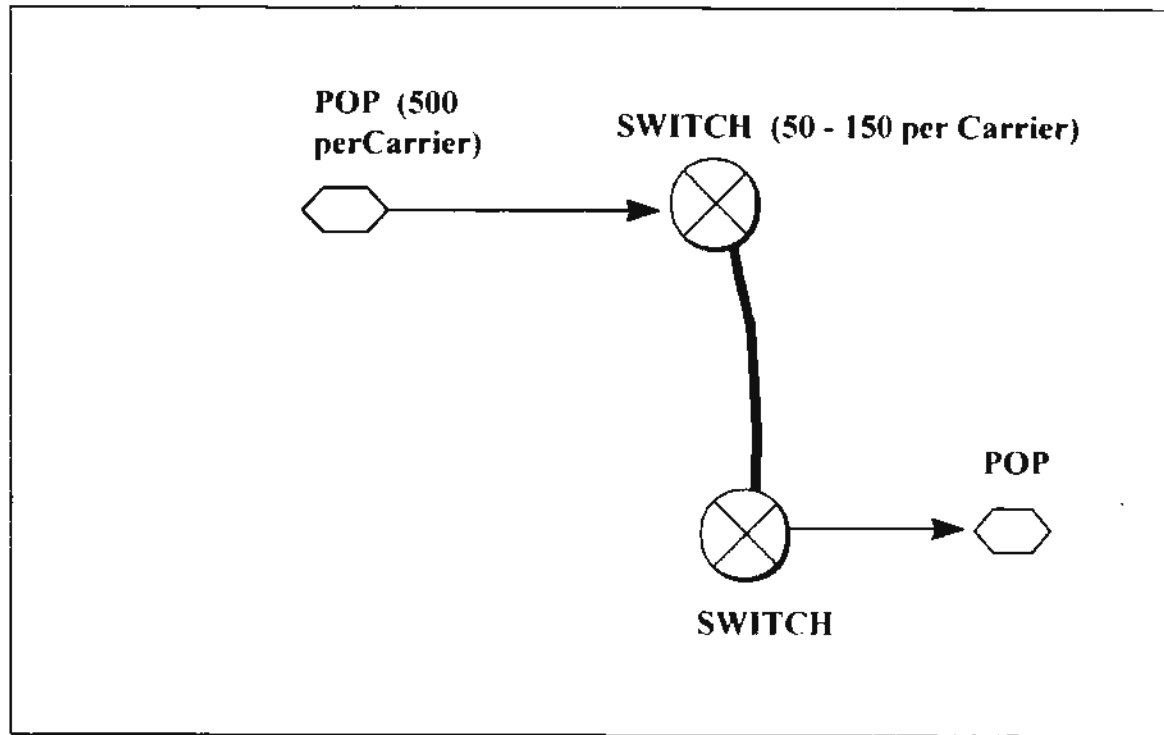 POP (500
perCarrier)
SWITCH (50 - 150 per Carrier)
POP
SWITCH